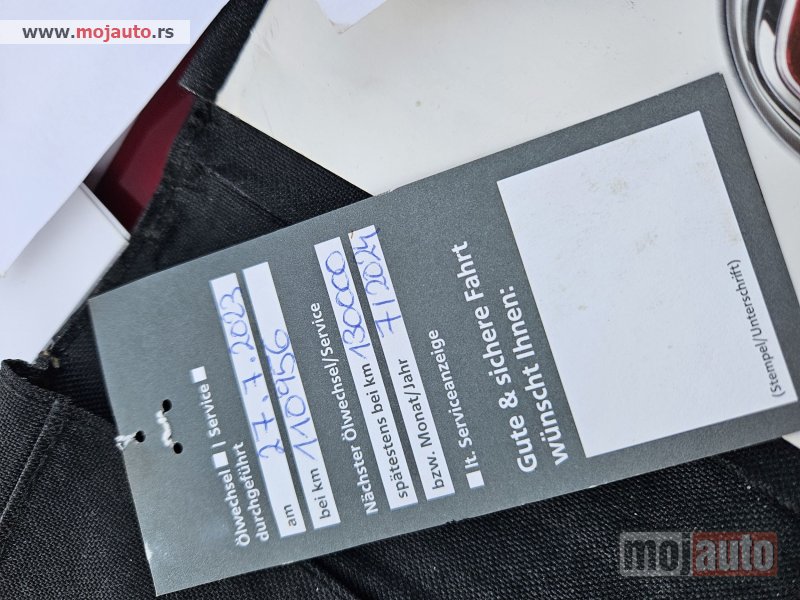 www.mojauto.rs
Ölwechsel | Service
durchgeführt
am 27.7.2023
bei km 110956
Nächster Ölwechsel/Service
spätestens bei km 130000
bzw. Monat/Jahr 7/2024
lt. Serviceanzeige
Gute & sichere Fahrt
wünscht Ihnen:
(Stempel/Unterschrift)
mojauto